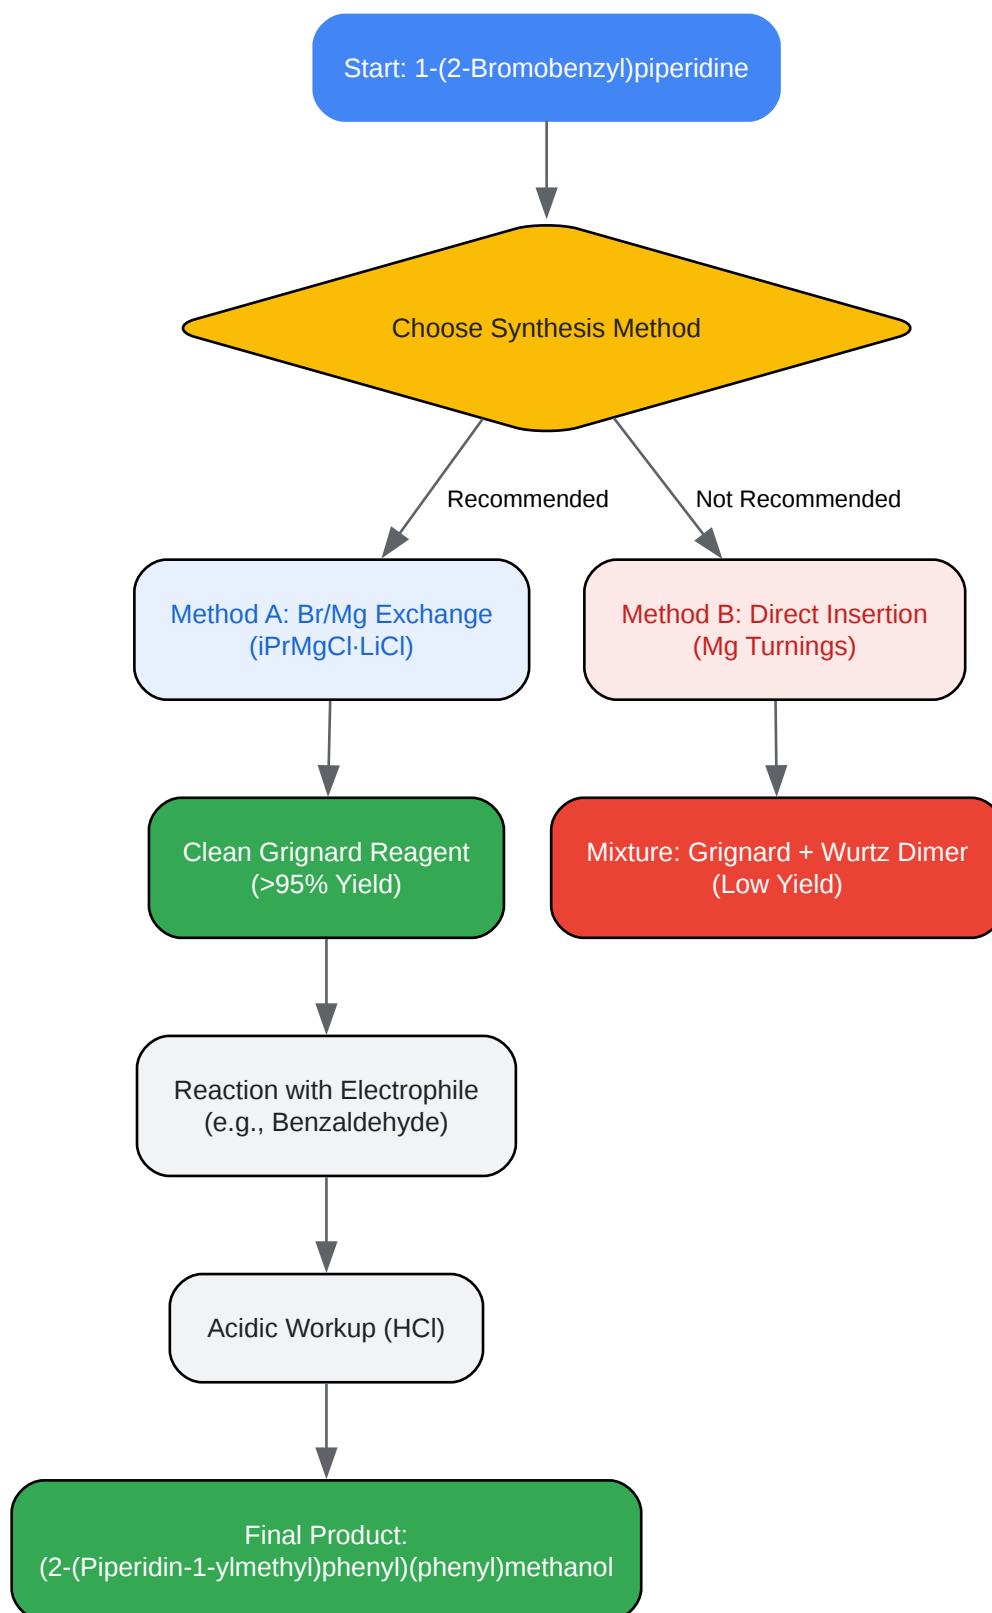 Start: 1-(2-Bromobenzyl)piperidine
Choose Synthesis Method
Recommended
Not Recommended
Method A: Br/Mg Exchange
(iPrMgCl·LiCl)
Method B: Direct Insertion
(Mg Turnings)
Clean Grignard Reagent
(>95% Yield)
Mixture: Grignard + Wurtz Dimer
(Low Yield)
Reaction with Electrophile
(e.g., Benzaldehyde)
Acidic Workup (HCl)
Final Product:
(2-(Piperidin-1-ylmethyl)phenyl)(phenyl)methanol